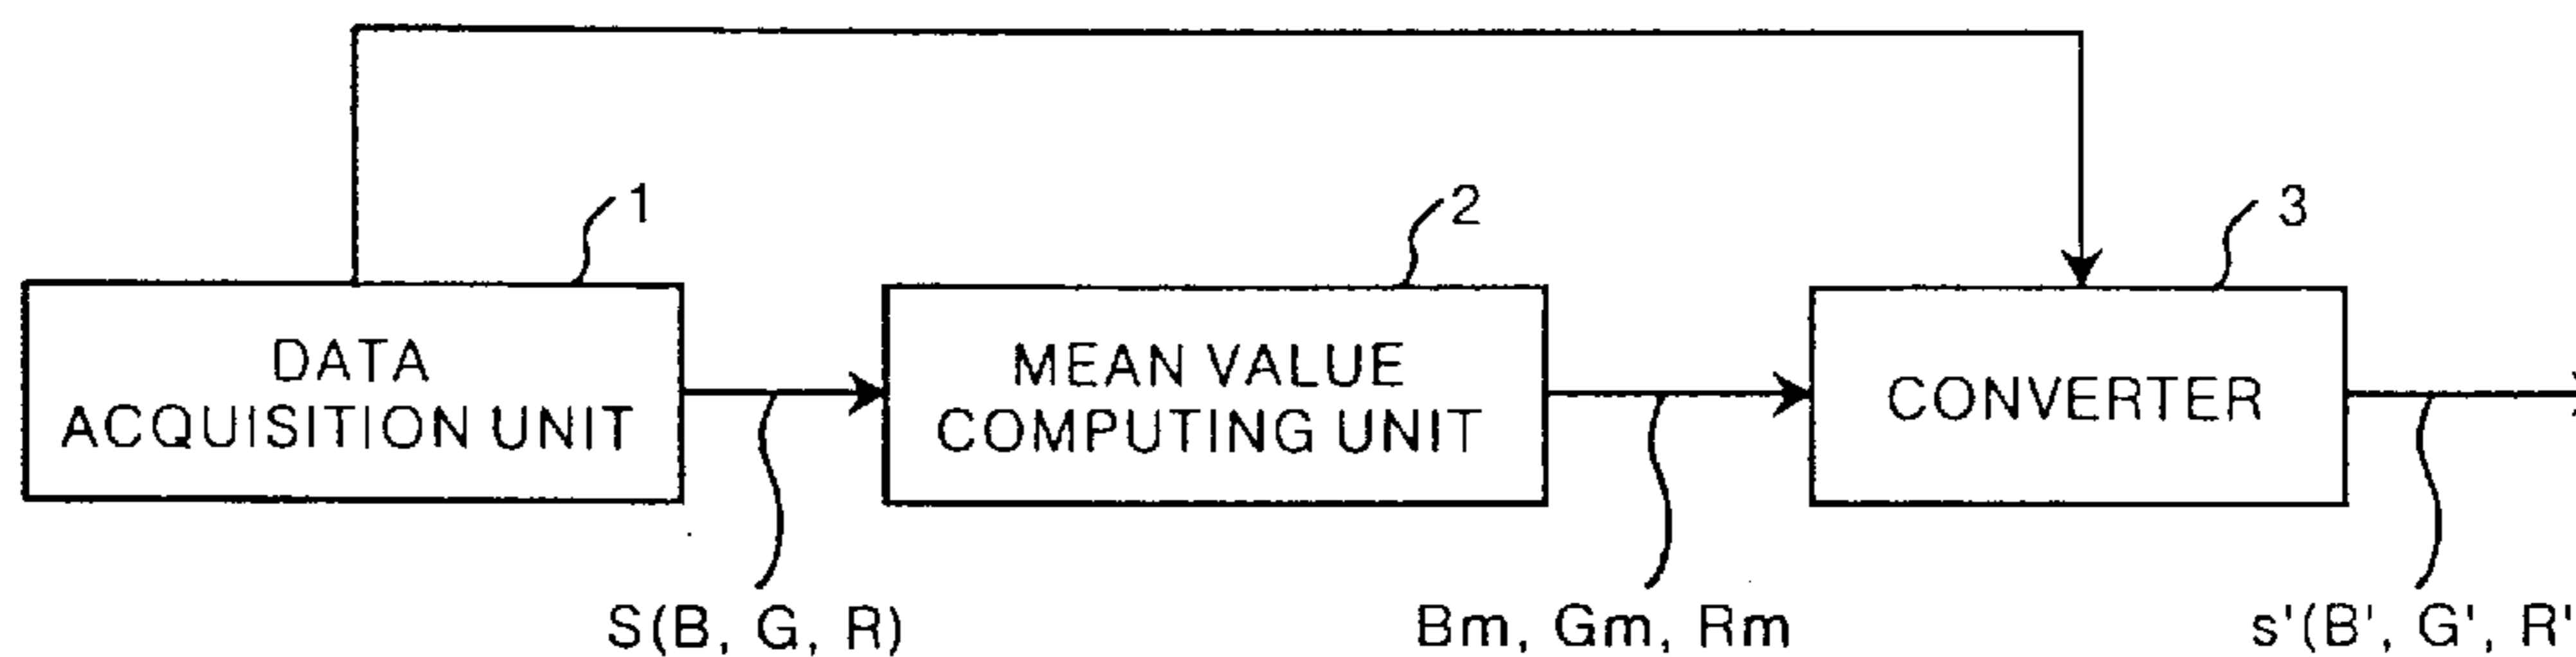 1
2
3
DATA
ACQUISITION UNIT
MEAN VALUE
COMPUTING UNIT
CONVERTER
S(B, G, R)
Bm, Gm, Rm
s'(B', G', R'